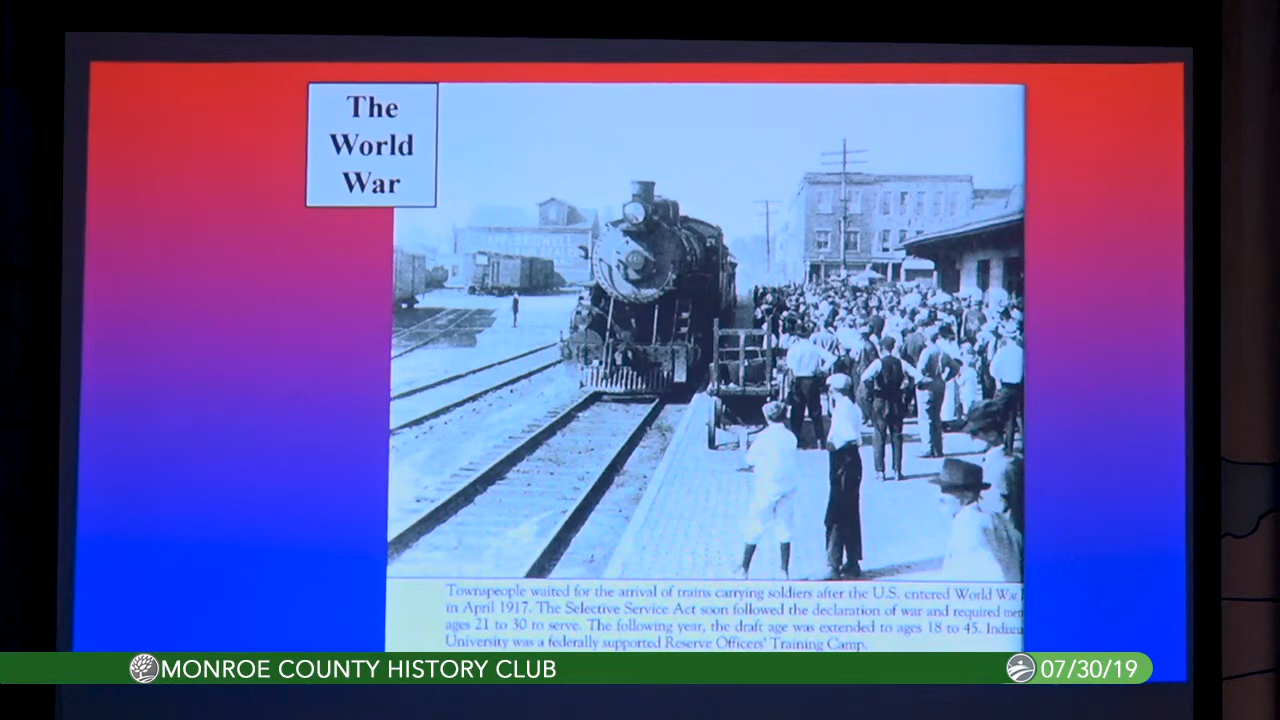 The
World
War
Townspeople waited for the arrival of trains carrying soldiers after the U.S. entered World War I
in April 1917. The Selective Service Act soon followed the declaration of war and required men
ages 21 to 30 to serve. The following year, the draft age was extended to ages 18 to 45. Indiana
University was a federally supported Reserve Officers' Training Camp.
MONROE COUNTY HISTORY CLUB
07/30/19